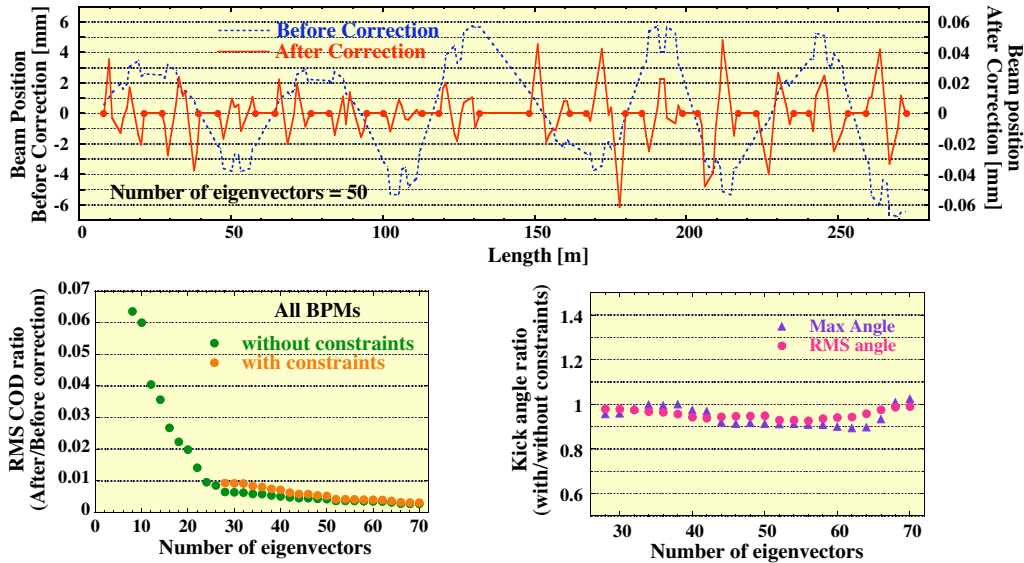 Beam Position
Before Correction [mm]
6
4
2
0
-2
-4
-6
Before Correction
After Correction
Number of eigenvectors = 50
0.06
0.04
0.02
0
-0.02
-0.04
-0.06
Beam position
After Correction [mm]
0 50 100 150 200 250
Length [m]
RMS COD ratio
(After/Before correction)
0.07
0.06
0.05
0.04
0.03
0.02
0.01
0
All BPMs
without constraints
with constraints
0 10 20 30 40 50 60 70
Number of eigenvectors
Kick angle ratio
(with/without constraints)
1.4
1.2
1
0.8
0.6
Max Angle
RMS angle
30 40 50 60 70
Number of eigenvectors